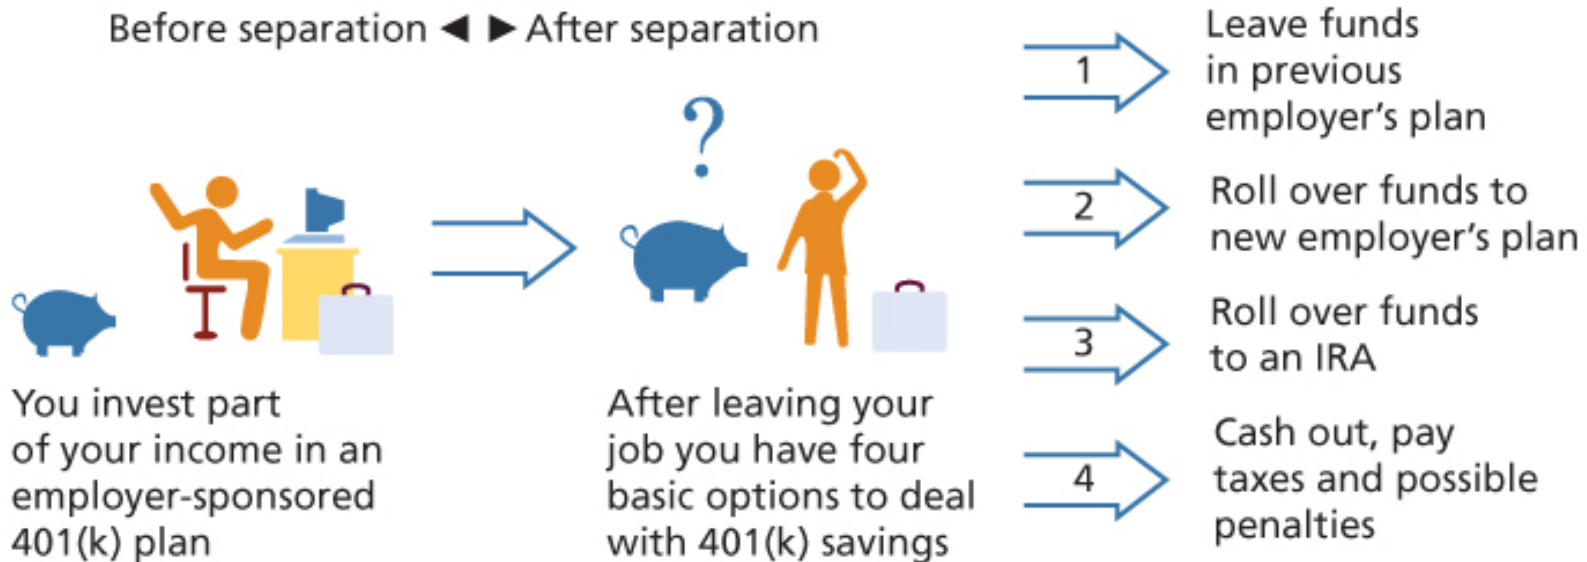 Before separation ◀ ▶ After separation
?
You invest part
of your income in an
employer-sponsored
401(k) plan
After leaving your
job you have four
basic options to deal
with 401(k) savings
1
Leave funds
in previous
employer's plan
2
Roll over funds to
new employer's plan
3
Roll over funds
to an IRA
4
Cash out, pay
taxes and possible
penalties